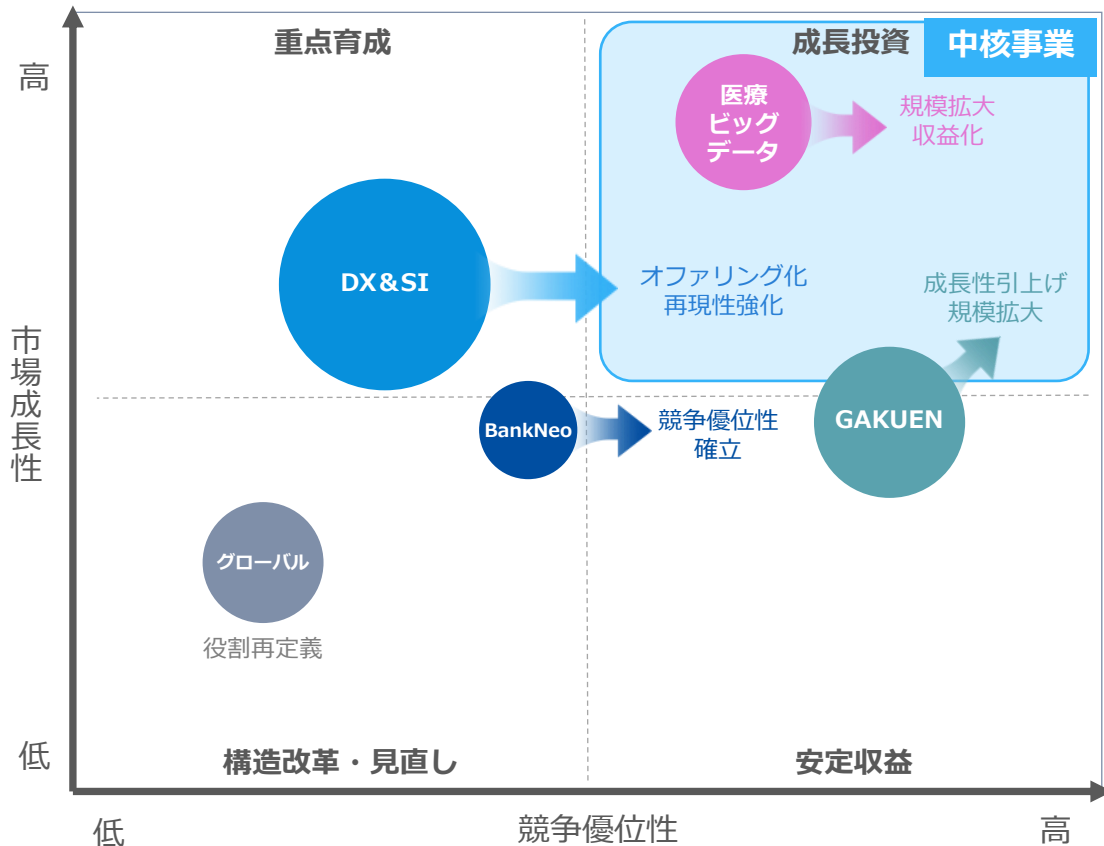 重点育成
成長投資
中核事業
高
医療
ビッグ
データ
規模拡大
収益化
DX&SI
オファリング化
再現性強化
成長性引上げ
規模拡大
市場成長性
BankNeo
競争優位性
確立
GAKUEN
グローバル
役割再定義
低
構造改革・見直し
安定収益
低
競争優位性
高